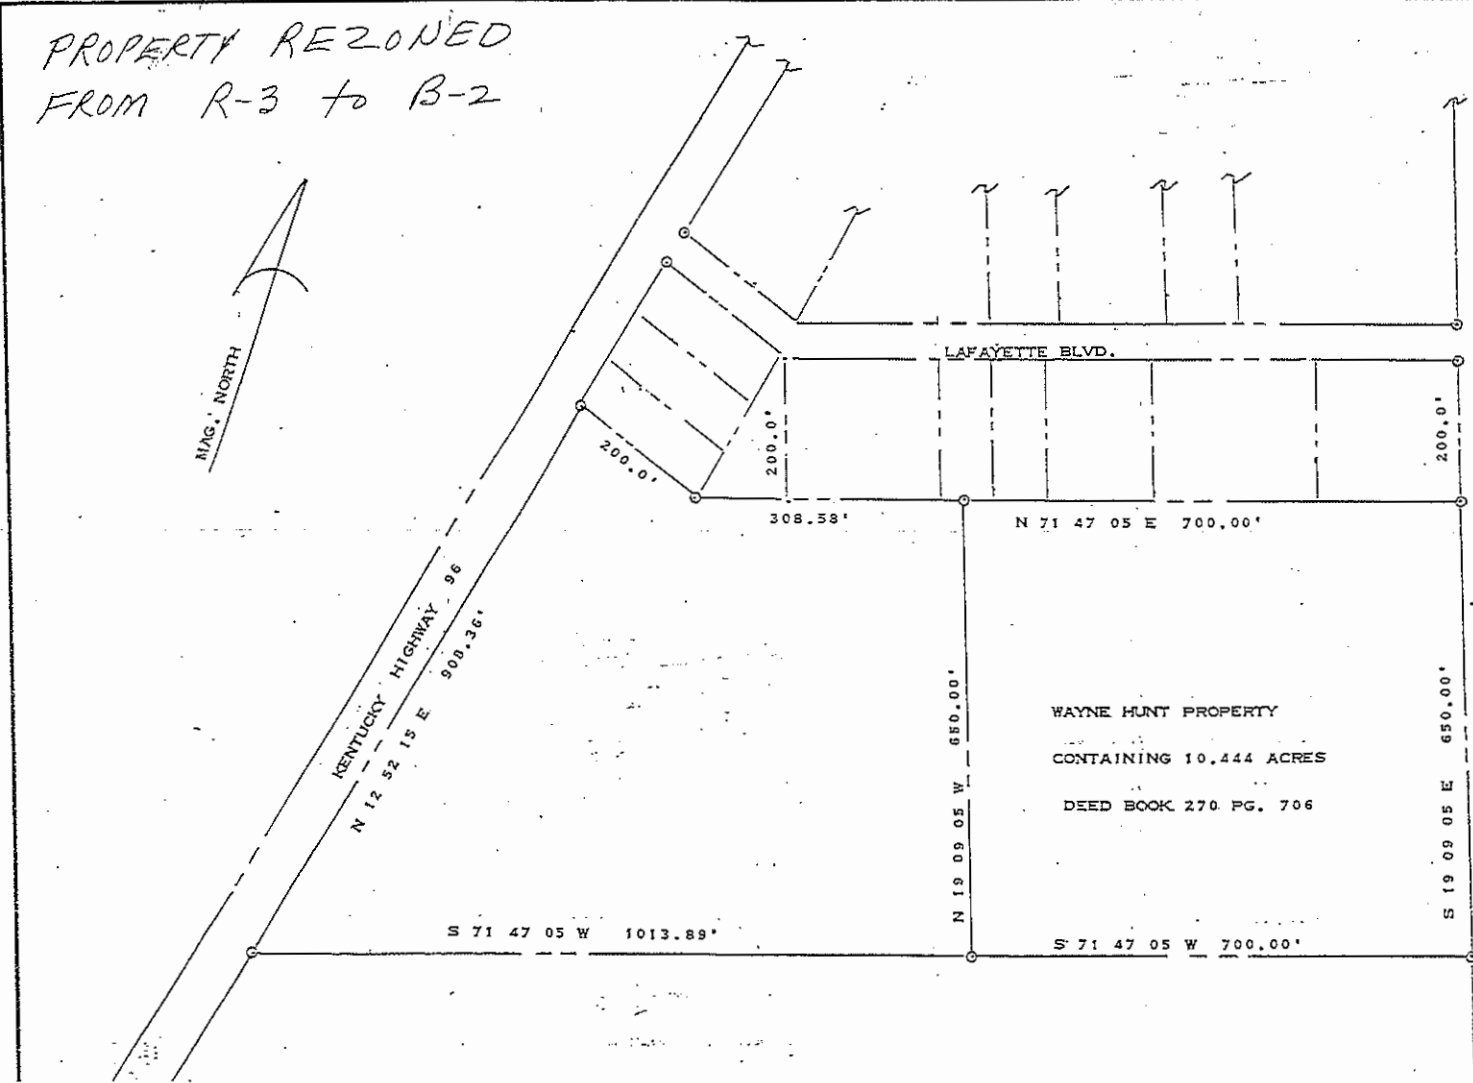 PROPERTY REZONED
FROM R-3 to B-2
MAG. NORTH
LAFAYETTE BLVD.
200.0'
200.0'
200.0'
308.58'
N 71 47 05 E 700.00'
KENTUCKY HIGHWAY 96
N 12 52 15 E 908.36'
N 19 09 05 W 650.00'
S 19 09 05 E 650.00'
WAYNE HUNT PROPERTY
CONTAINING 10.444 ACRES
DEED BOOK 270 PG. 706
S 71 47 05 W 1013.89'
S 71 47 05 W 700.00'